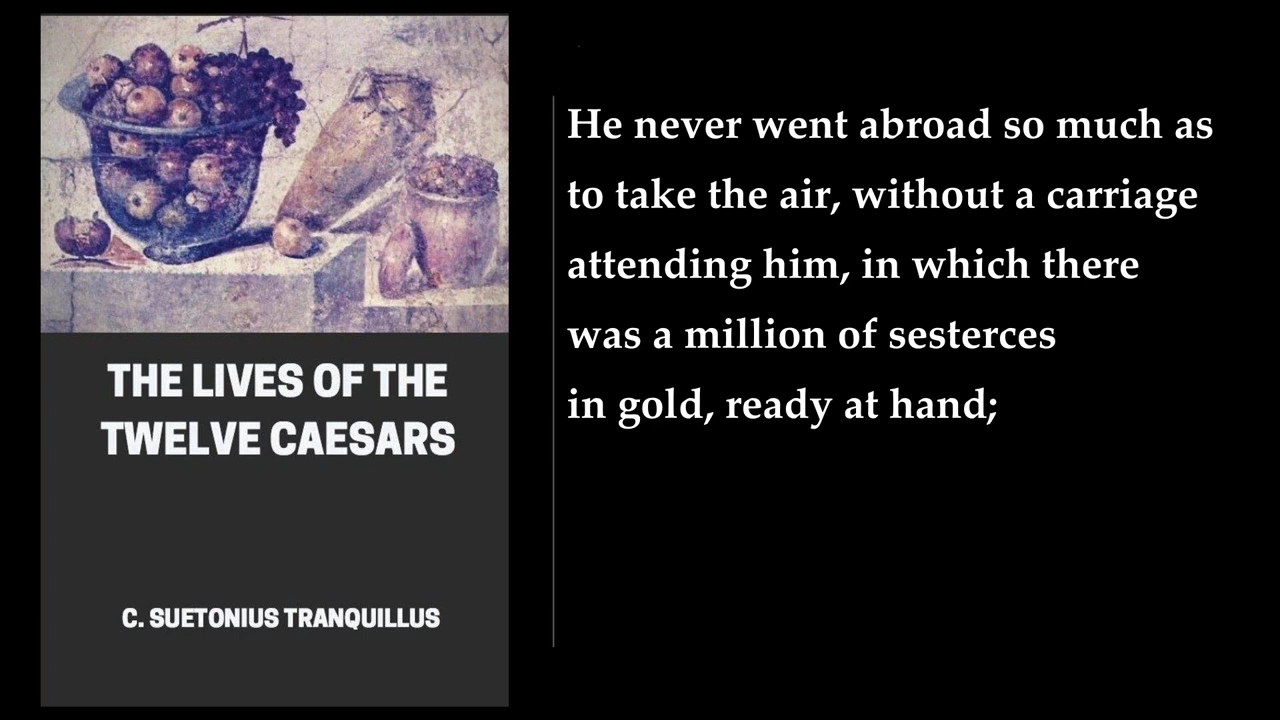 THE LIVES OF THE
TWELVE CAESARS
C. SUETONIUS TRANQUILLUS
He never went abroad so much as
to take the air, without a carriage
attending him, in which there
was a million of sesterces
in gold, ready at hand;